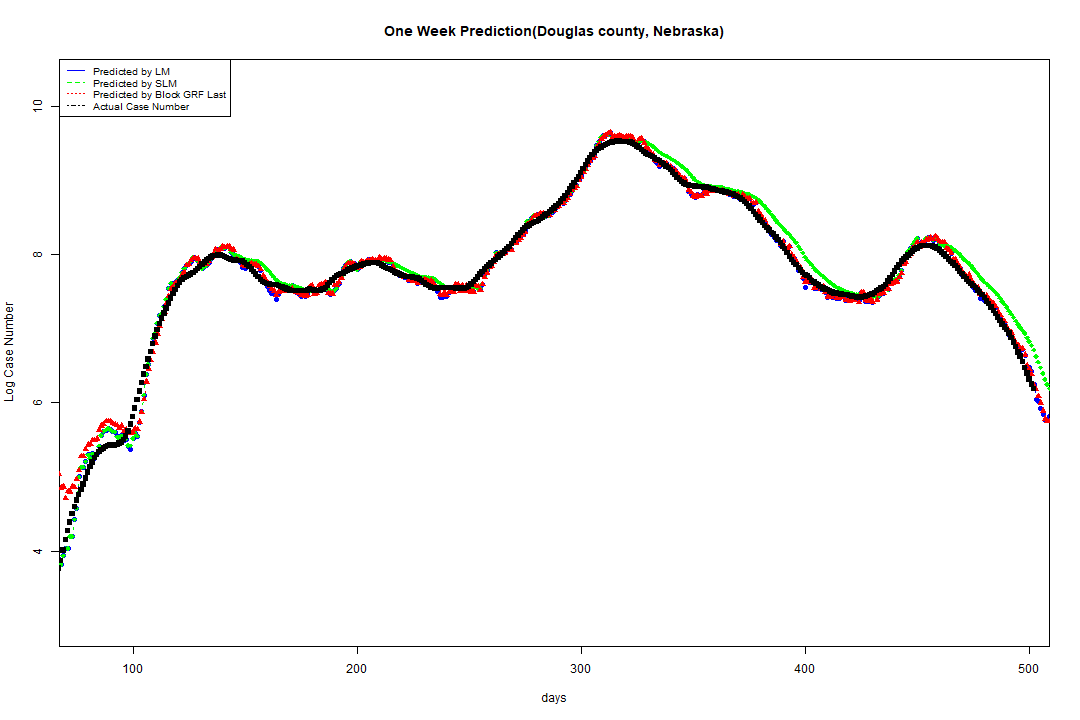 One Week Prediction(Douglas county, Nebraska)
Predicted by LM
Predicted by SLM
Predicted by Block GRF Last
Actual Case Number
10
8
6
4
Log Case Number
100 200 300 400 500
days